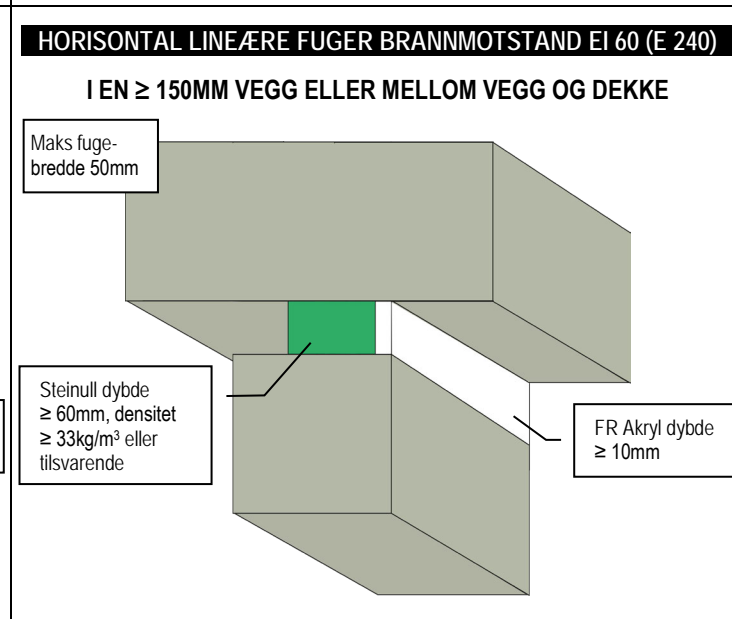 HORISONTAL LINEÆRE FUGER BRANNMOTSTAND EI 60 (E 240)
I EN ≥ 150MM VEGG ELLER MELLOM VEGG OG DEKKE
Maks fuge-
bredde 50mm
Steinull dybde
≥ 60mm, densitet
≥ 33kg/m³ eller
tilsvarende
FR Akryl dybde
≥ 10mm